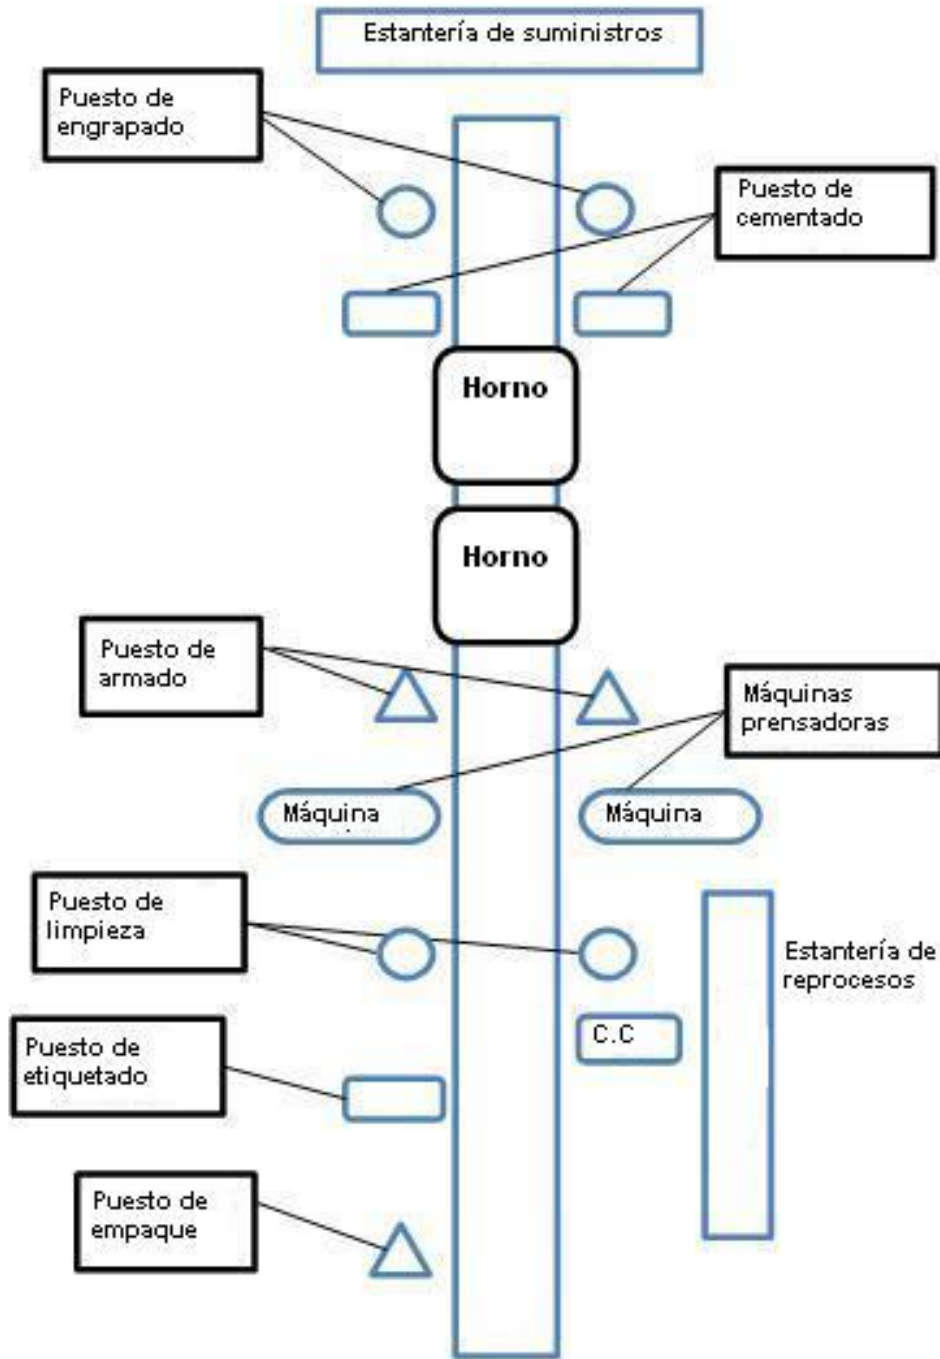 Estantería de suministros
Puesto de
engrapado
Puesto de
cementado
Horno
Horno
Puesto de
armado
Máquinas
prensadoras
Máquina
Máquina
Puesto de
limpieza
Estantería de
reprocesos
Puesto de
etiquetado
C.C
Puesto de
empaque